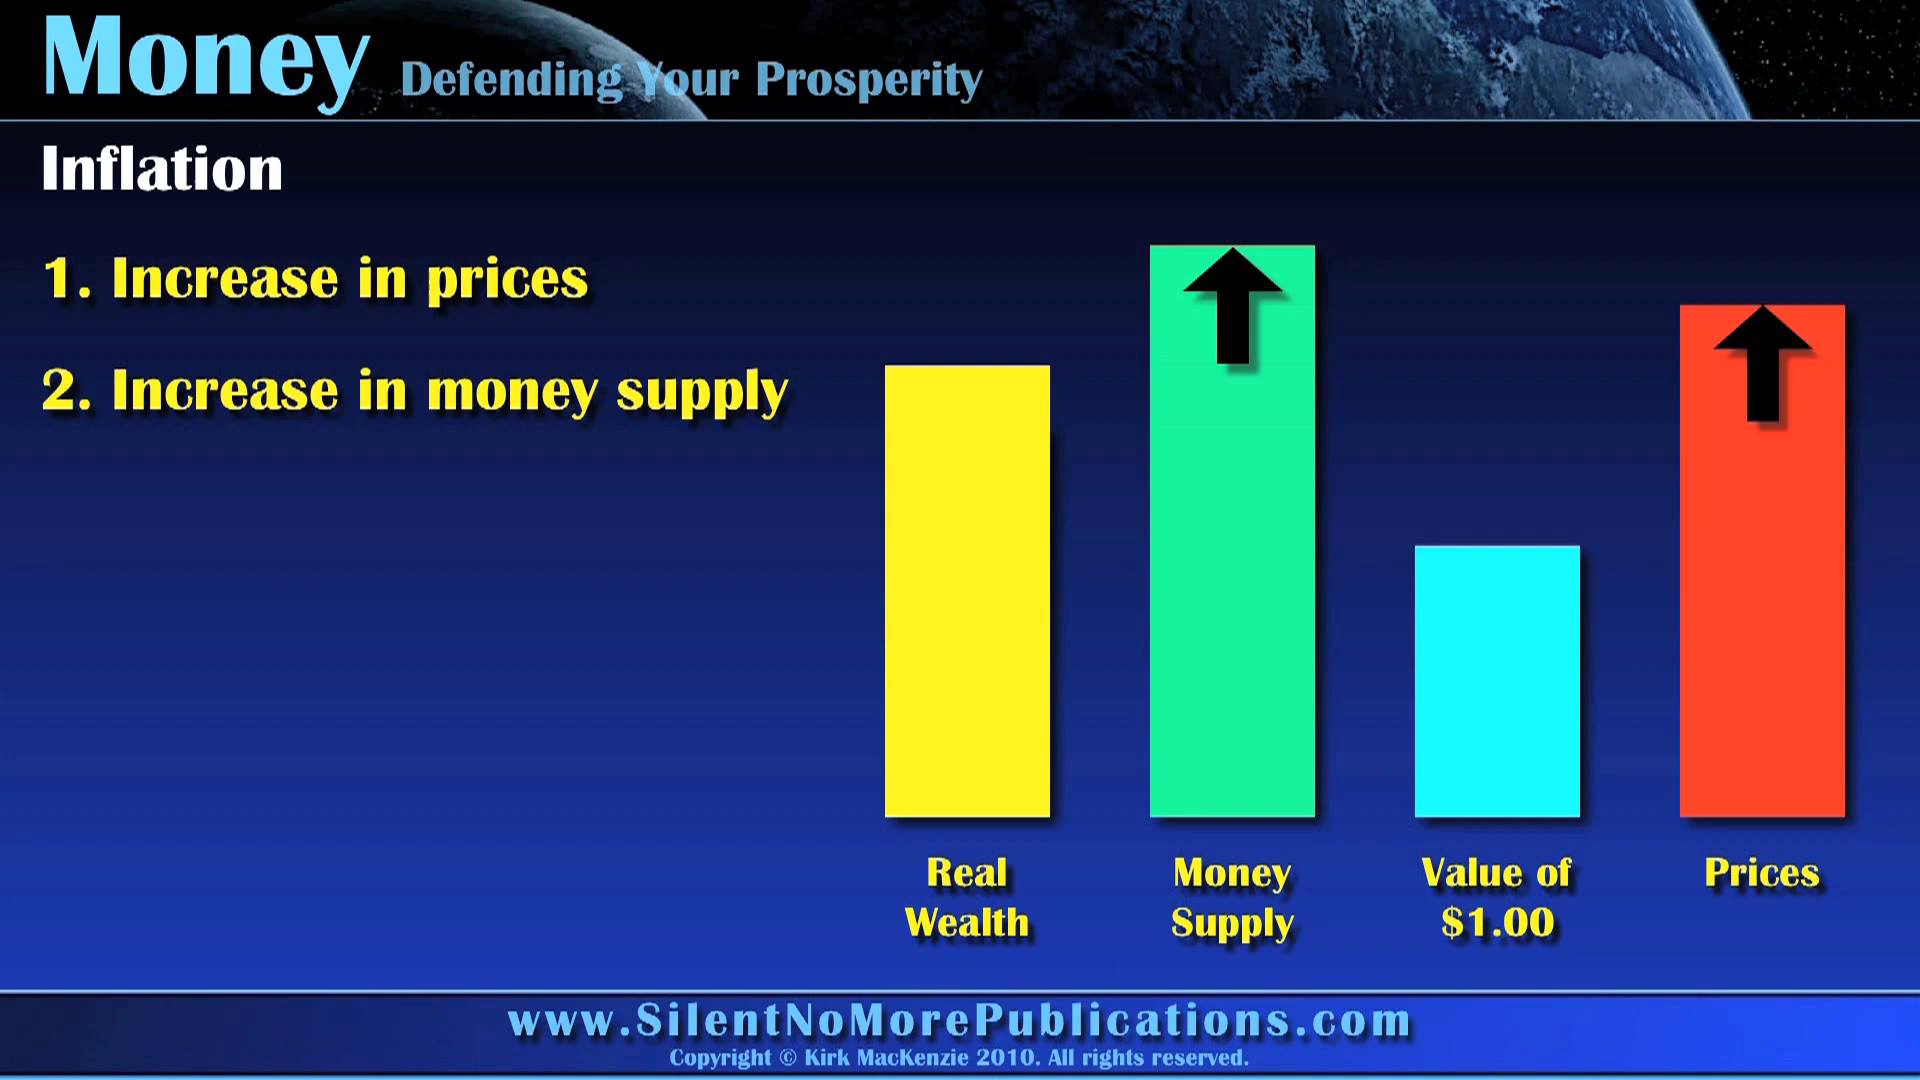 Money Defending Your Prosperity
Inflation
1. Increase in prices
2. Increase in money supply
Real
Wealth
Money
Supply
Value of
$1.00
Prices
www.SilentNoMorePublications.com
Copyright © Kirk MacKenzie 2010. All rights reserved.